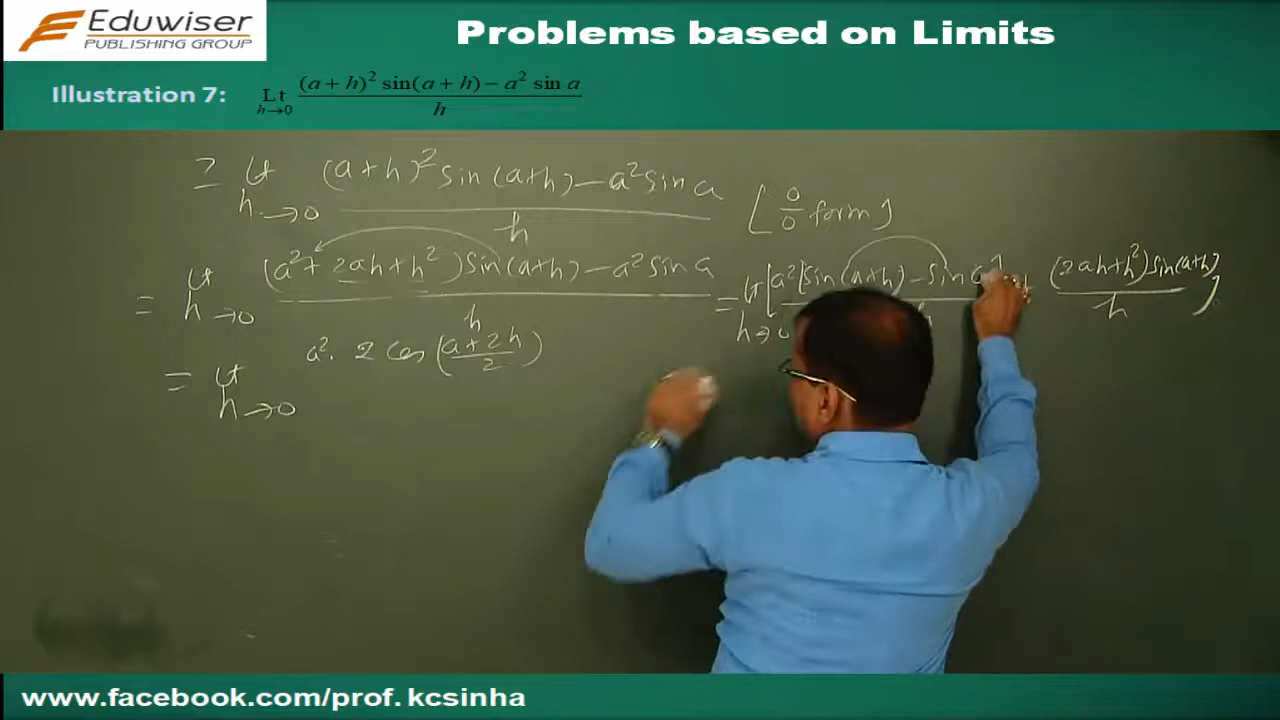 Eduwiser
PUBLISHING GROUP
Problems based on Limits
Illustration 7: Lt h→0 (a + h)² sin(a + h) − a² sin a / h
? Lt h→0 (a+h)² sin(a+h) − a² sin a / h [0/0 form]
= Lt h→0 (a² + 2ah + h²) sin(a+h) − a² sin a / h
= Lt h→0 [a² [sin(a+h) − sin a] (2ah+h²) sin(a+h) / h ]
= Lt h→0 a². 2 cos (a+2h / 2)
www.facebook.com/prof. kcsinha